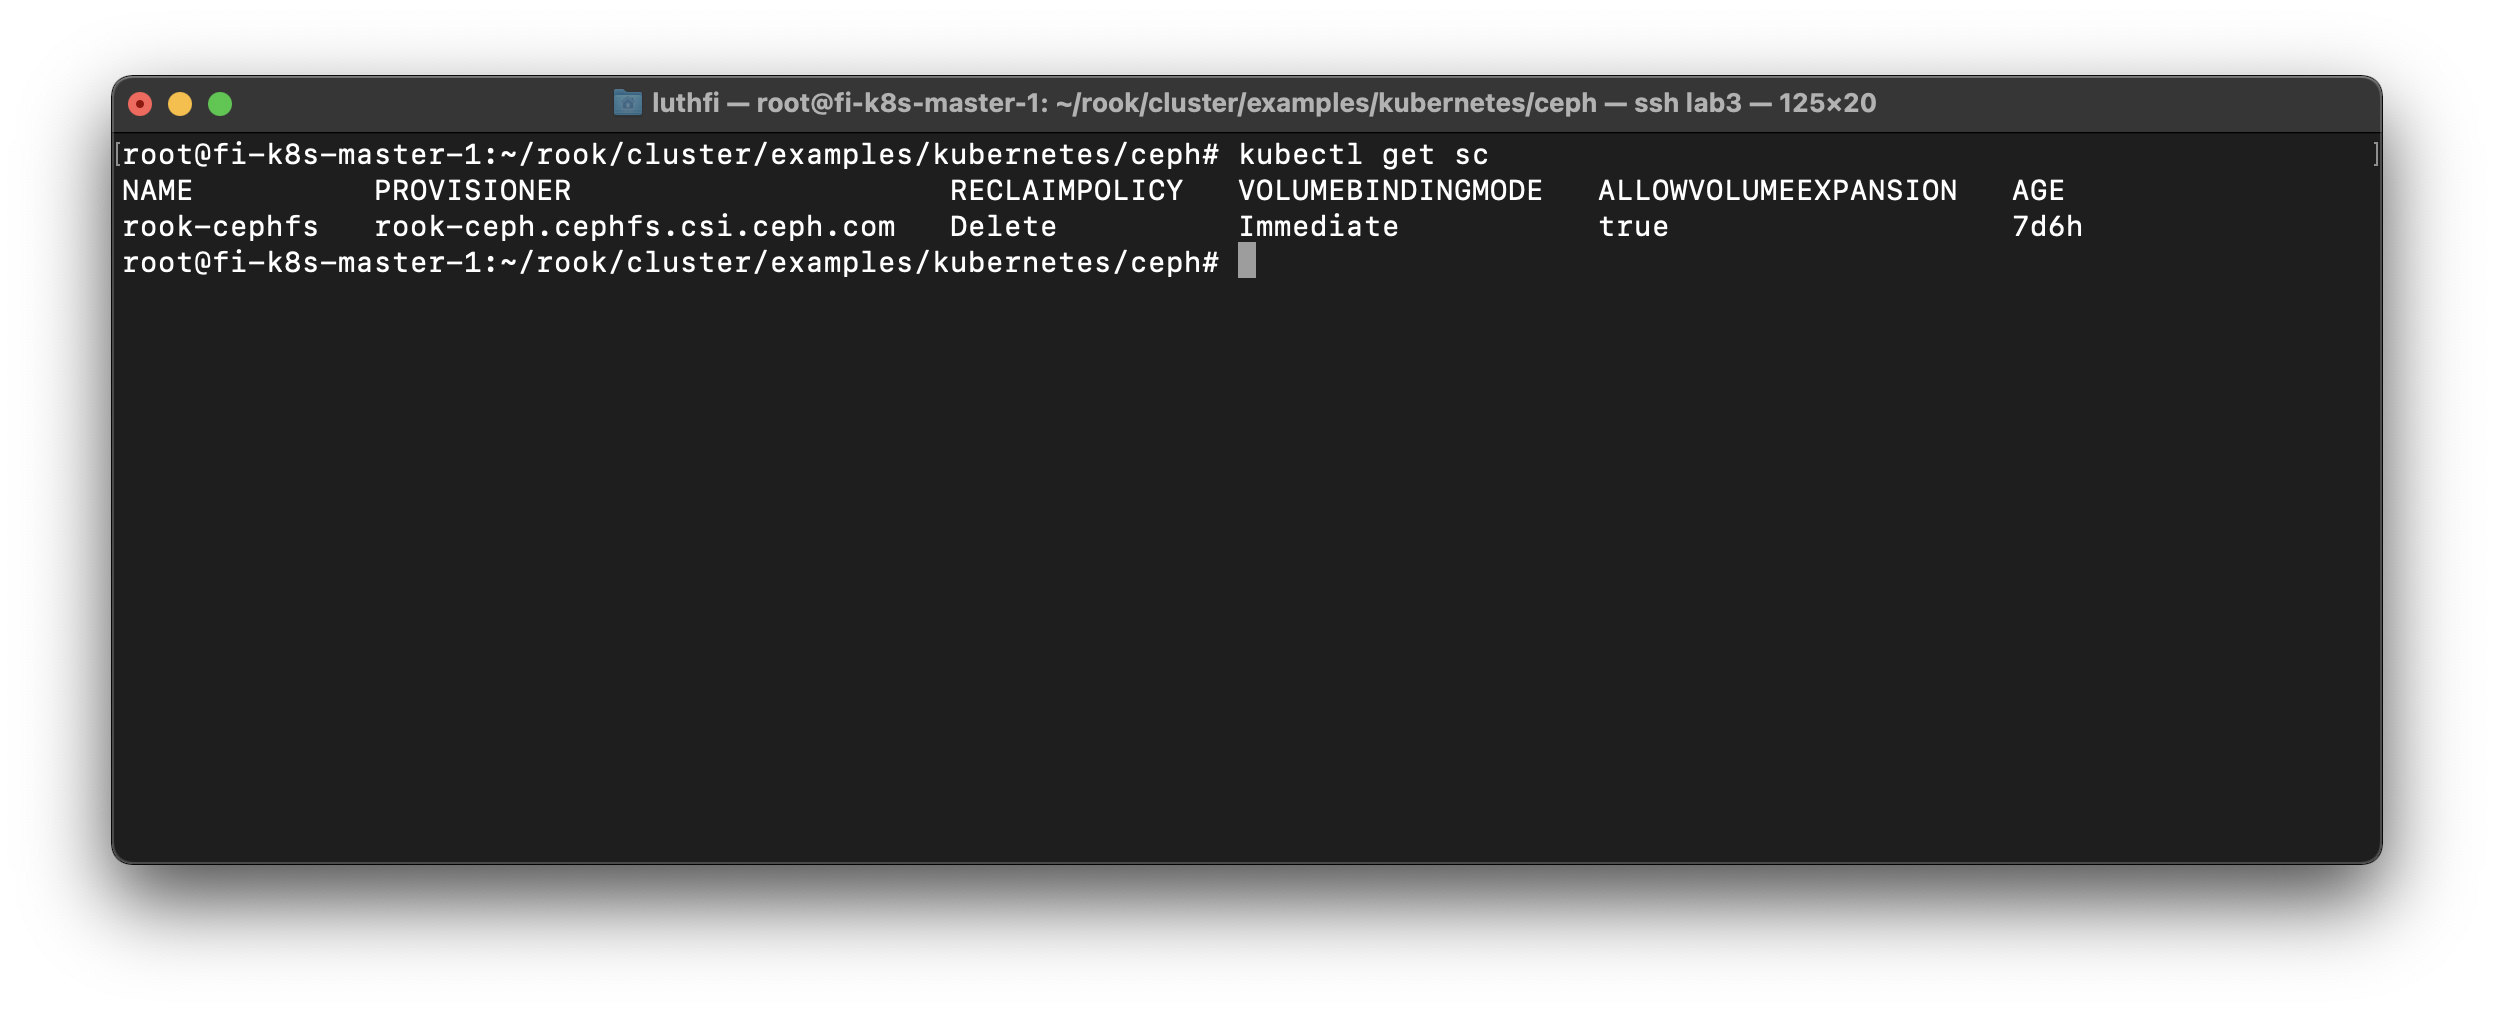 luthfi — root@fi-k8s-master-1: ~/rook/cluster/examples/kubernetes/ceph — ssh lab3 — 125×20
[root@fi-k8s-master-1:~/rook/cluster/examples/kubernetes/ceph# kubectl get sc ]
NAME PROVISIONER RECLAIMPOLICY VOLUMEBINDINGMODE ALLOWVOLUMEEXPANSION AGE
rook-cephfs rook-ceph.cephfs.csi.ceph.com Delete Immediate true 7d6h
root@fi-k8s-master-1:~/rook/cluster/examples/kubernetes/ceph#